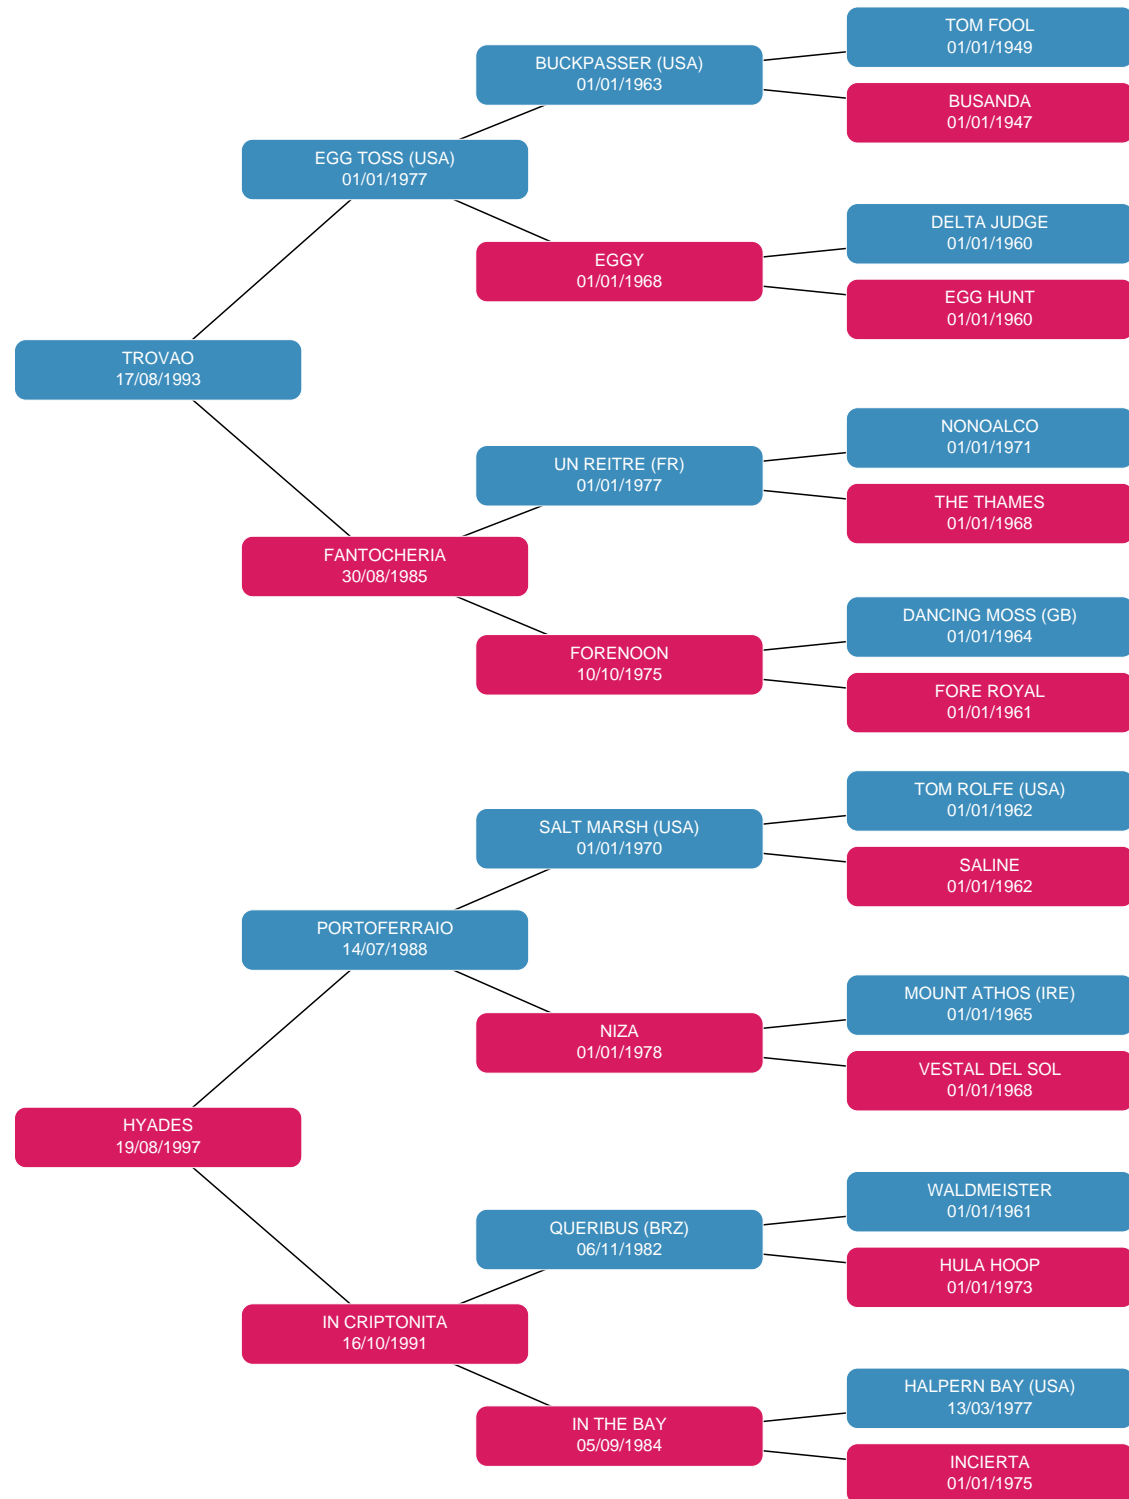 TOM FOOL
01/01/1949
BUCKPASSER (USA)
01/01/1963
BUSANDA
01/01/1947
EGG TOSS (USA)
01/01/1977
DELTA JUDGE
01/01/1960
EGGY
01/01/1968
EGG HUNT
01/01/1960
TROVAO
17/08/1993
NONOALCO
01/01/1971
UN REITRE (FR)
01/01/1977
THE THAMES
01/01/1968
FANTOCHERIA
30/08/1985
DANCING MOSS (GB)
01/01/1964
FORENOON
10/10/1975
FORE ROYAL
01/01/1961
TOM ROLFE (USA)
01/01/1962
SALT MARSH (USA)
01/01/1970
SALINE
01/01/1962
PORTOFERRAIO
14/07/1988
MOUNT ATHOS (IRE)
01/01/1965
NIZA
01/01/1978
VESTAL DEL SOL
01/01/1968
HYADES
19/08/1997
WALDMEISTER
01/01/1961
QUERIBUS (BRZ)
06/11/1982
HULA HOOP
01/01/1973
IN CRIPTONITA
16/10/1991
HALPERN BAY (USA)
13/03/1977
IN THE BAY
05/09/1984
INCIERTA
01/01/1975